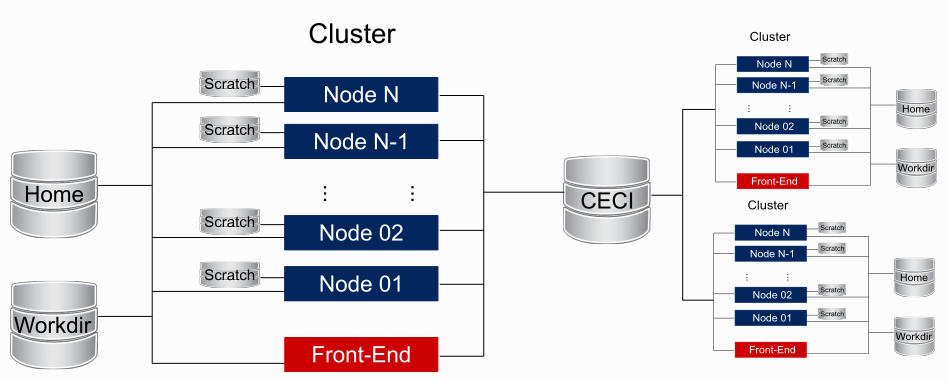 Cluster
Scratch
Node N
Scratch
Node N-1
Home
Scratch
Node 02
Scratch
Node 01
Workdir
Front-End
CECI
Cluster
Node N
Scratch
Node N-1
Scratch
Home
Node 02
Scratch
Node 01
Scratch
Workdir
Front-End
Cluster
Node N
Scratch
Node N-1
Scratch
Home
Node 02
Scratch
Node 01
Scratch
Workdir
Front-End